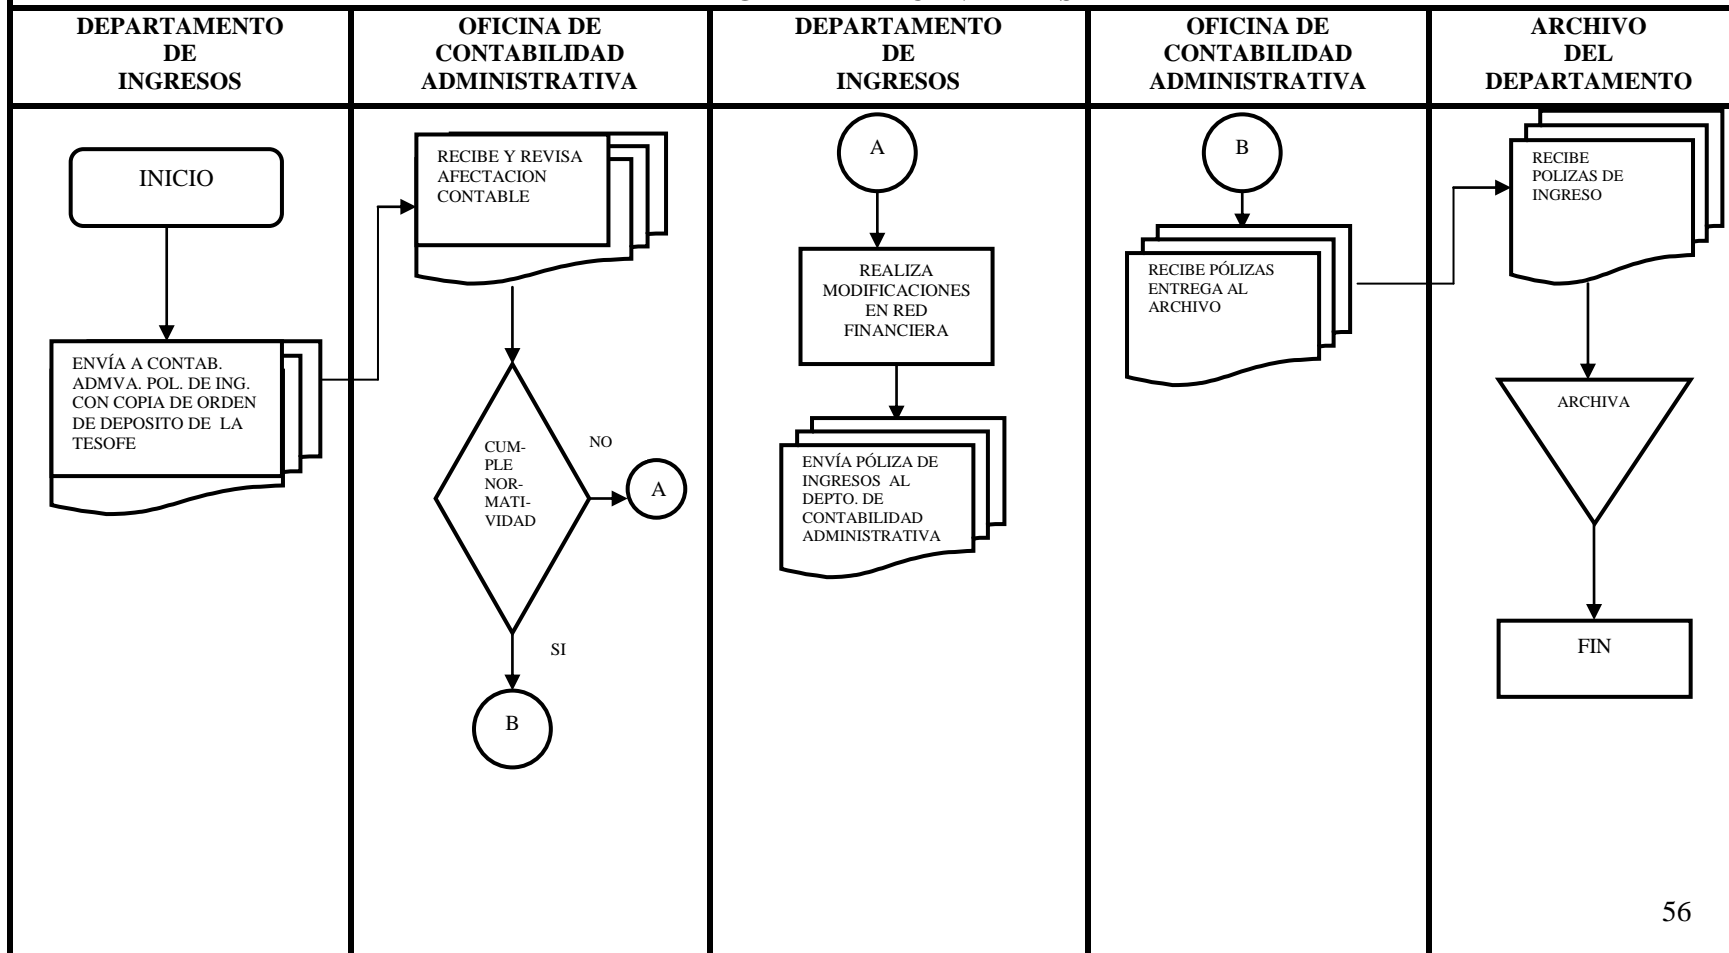 DEPARTAMENTO
DE
INGRESOS
OFICINA DE
CONTABILIDAD
ADMINISTRATIVA
DEPARTAMENTO
DE
INGRESOS
OFICINA DE
CONTABILIDAD
ADMINISTRATIVA
ARCHIVO
DEL
DEPARTAMENTO
INICIO
ENVÍA A CONTAB.
ADMVA. POL. DE ING.
CON COPIA DE ORDEN
DE DEPOSITO DE LA
TESOFE
RECIBE Y REVISA
AFECTACION
CONTABLE
CUM-
PLE
NOR-
MATI-
VIDAD
NO
A
SI
B
A
REALIZA
MODIFICACIONES
EN RED
FINANCIERA
ENVÍA PÓLIZA DE
INGRESOS AL
DEPTO. DE
CONTABILIDAD
ADMINISTRATIVA
B
RECIBE PÓLIZAS
ENTREGA AL
ARCHIVO
RECIBE
POLIZAS DE
INGRESO
ARCHIVA
FIN
56